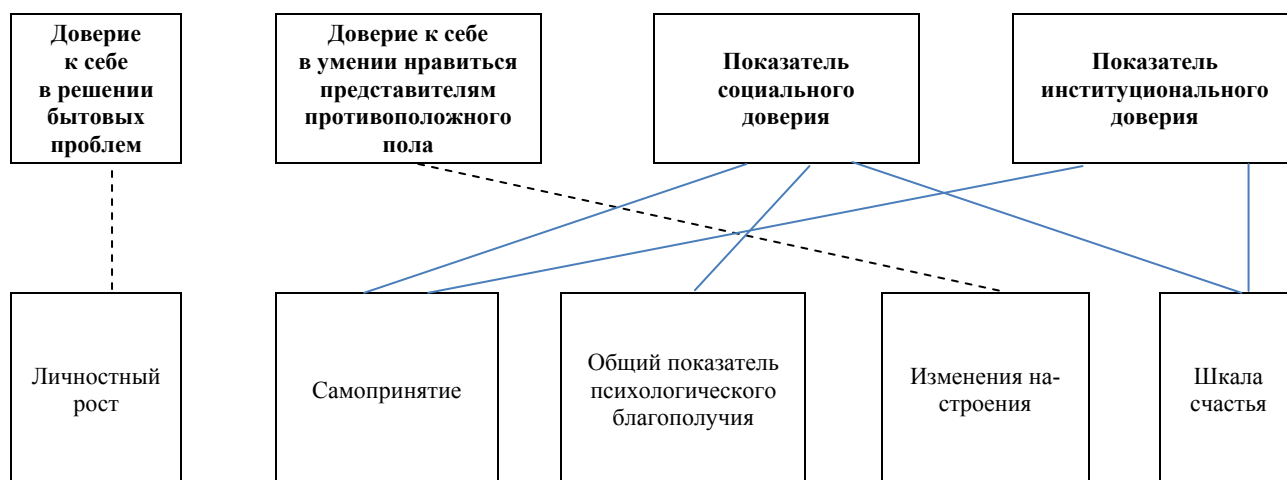 Доверие
к себе
в решении
бытовых
проблем
Доверие к себе
в умении нравиться
представителям
противоположного
пола
Показатель
социального
доверия
Показатель
институционального
доверия
Личностный
рост
Самопринятие
Общий показатель
психологического
благополучия
Изменения на-
строения
Шкала
счастья